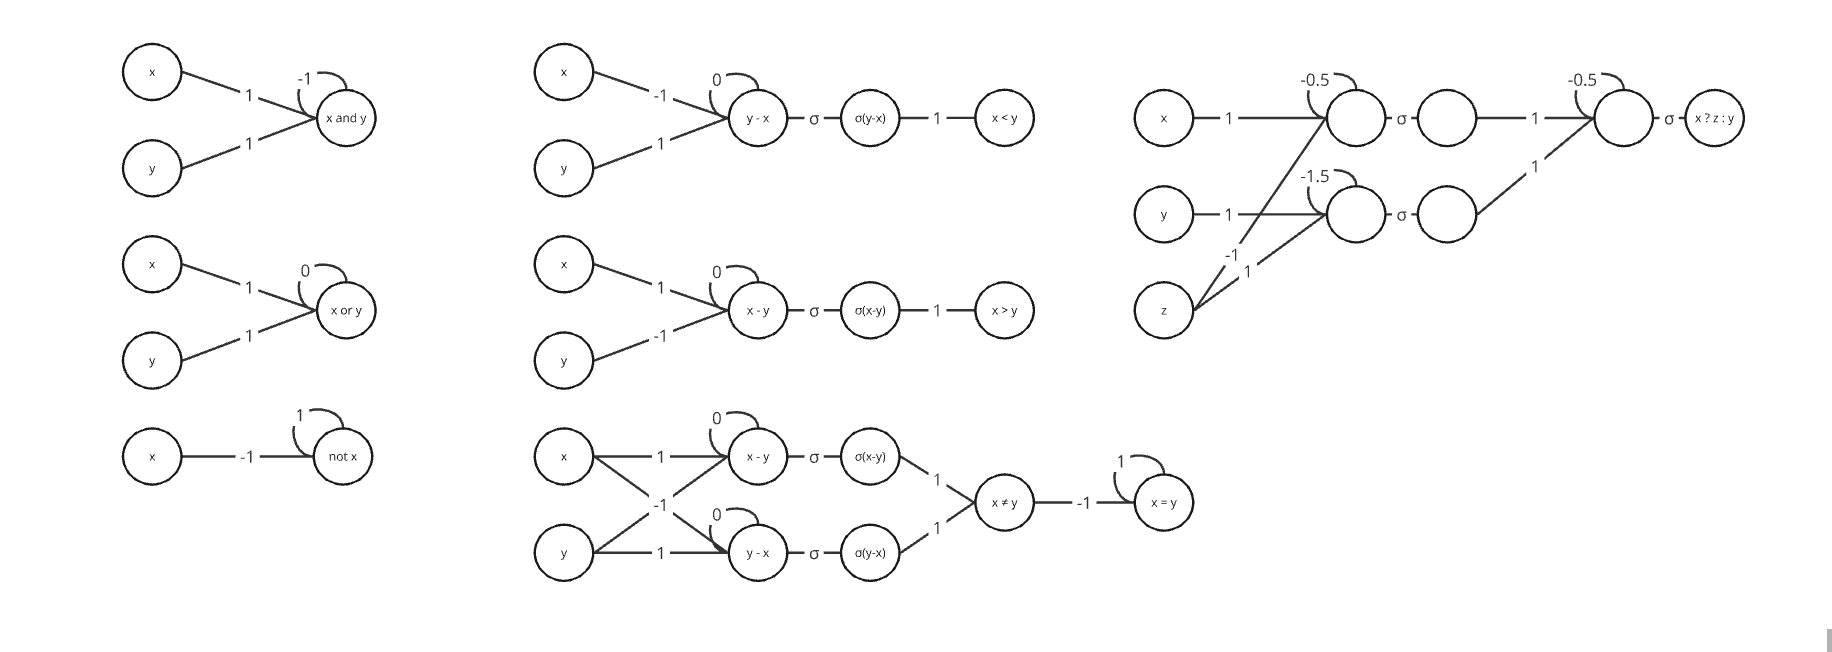 x
1
-1
x and y
y
1
x
1
0
x or y
y
1
x
-1
1
not x
x
-1
0
y - x
σ
σ(y-x)
1
x < y
y
1
x
1
0
x - y
σ
σ(x-y)
1
x > y
y
-1
x
1
0
x - y
σ
σ(x-y)
1
-1
y
1
0
y - x
σ
σ(y-x)
1
x ≠ y
-1
1
x = y
x
1
-0.5
σ
1
-0.5
σ
x ? z : y
y
1
-1.5
σ
1
z
-1
1